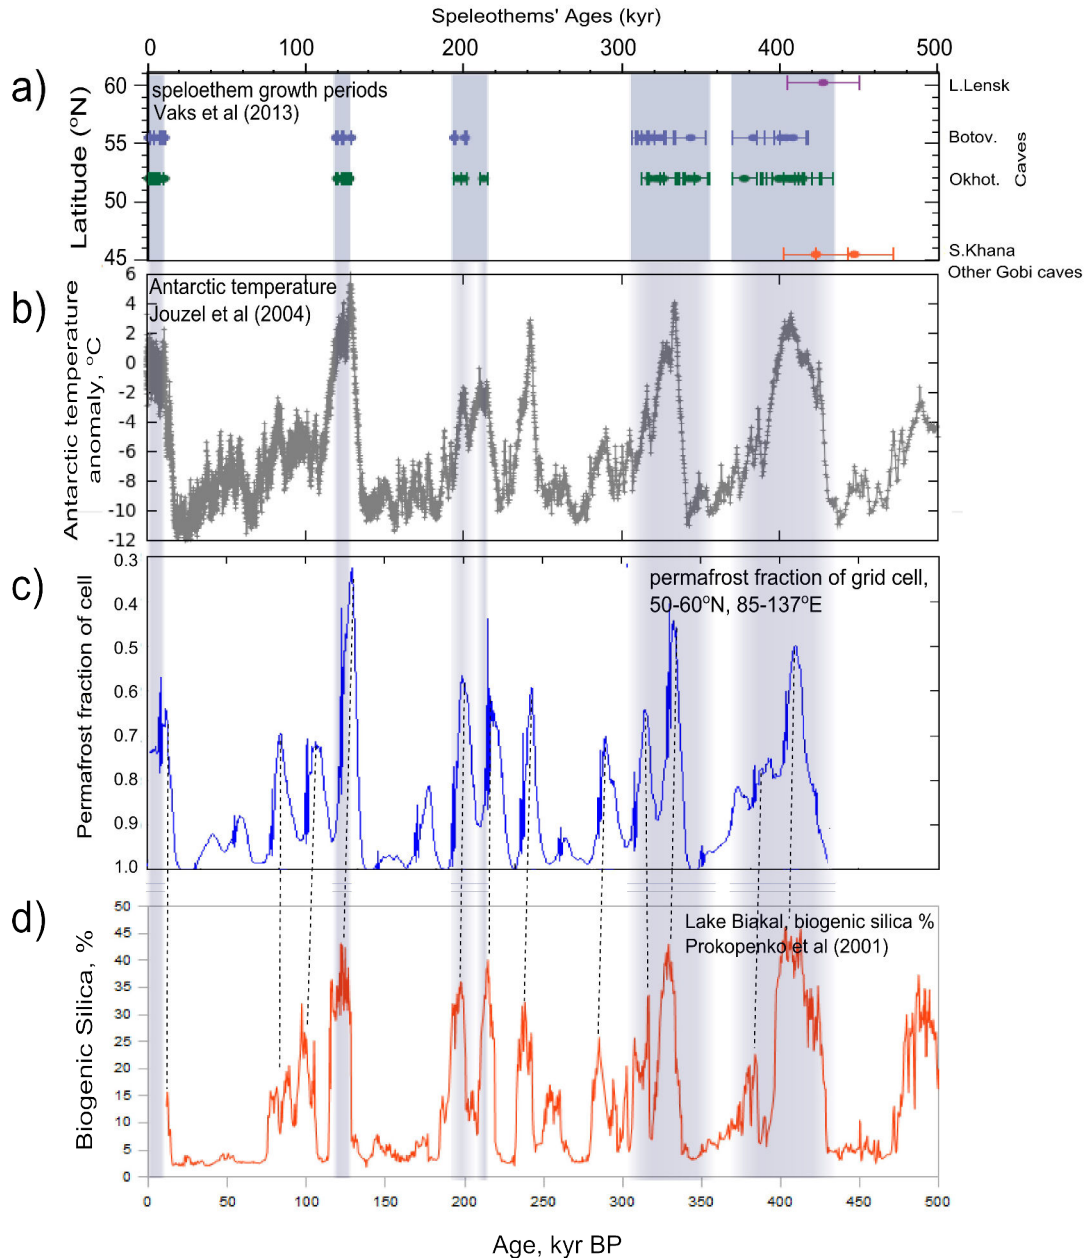 Speleothems' Ages (kyr)
0 100 200 300 400 500
a)
speloethem growth periods
Vaks et al (2013)
Latitude (°N)
60
55
50
45
L.Lensk
Botov.
Okhot.
S.Khana
Other Gobi caves
Caves
b)
Antarctic temperature
Jouzel et al (2004)
Antarctic temperature
anomaly, °C
6
4
2
0
-2
-4
-6
-8
-10
-12
c)
permafrost fraction of grid cell,
50-60°N, 85-137°E
Permafrost fraction of cell
0.3
0.4
0.5
0.6
0.7
0.8
0.9
1.0
d)
Lake Biakal, biogenic silica %
Prokopenko et al (2001)
Biogenic Silica, %
50
45
40
35
30
25
20
15
10
5
0
0 50 100 150 200 250 300 350 400 450 500
Age, kyr BP